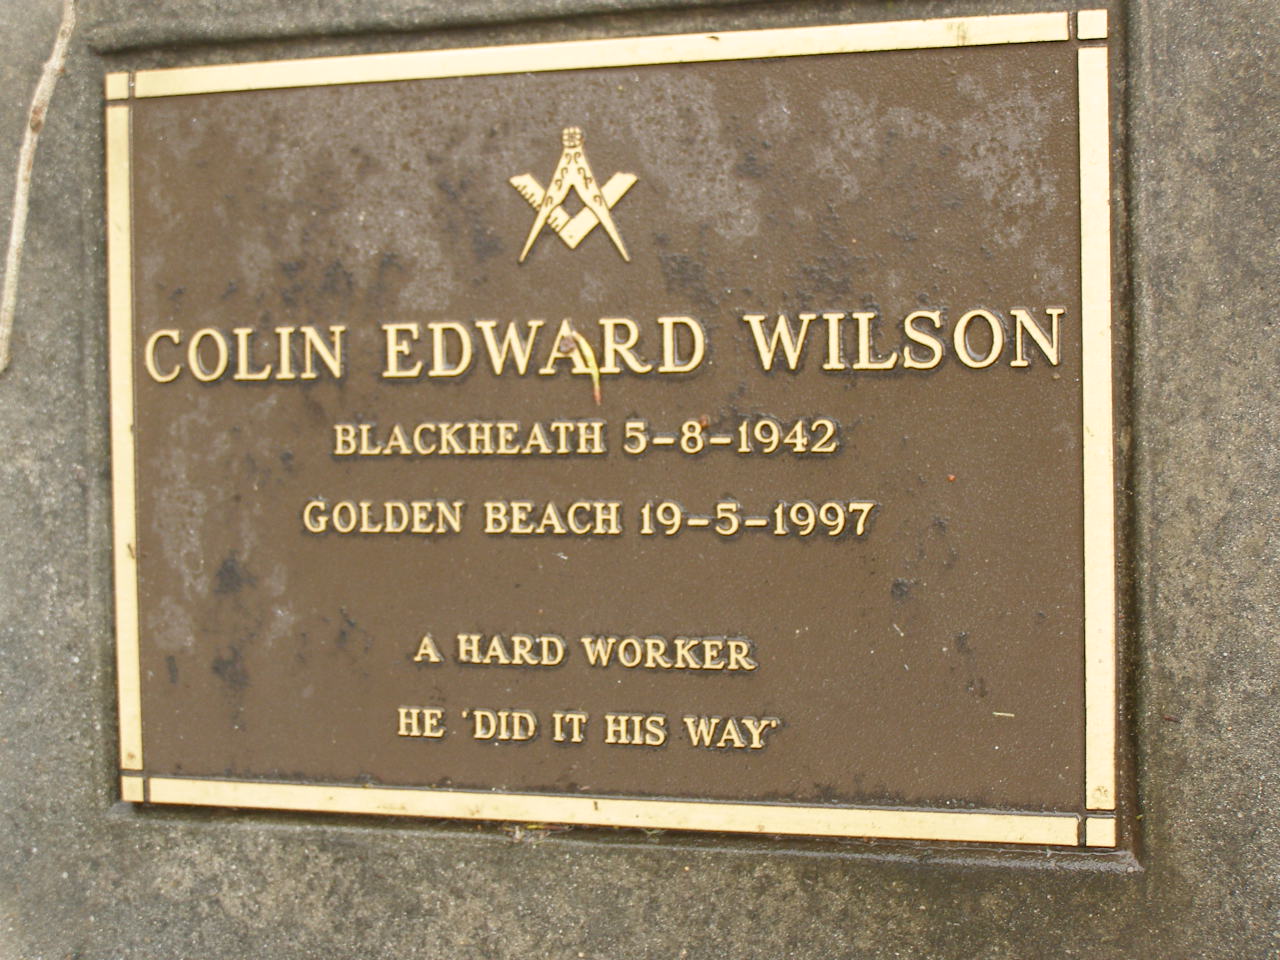 COLIN EDWARD WILSON
BLACKHEATH 5-8-1942
GOLDEN BEACH 19-5-1997
A HARD WORKER
HE 'DID IT HIS WAY'